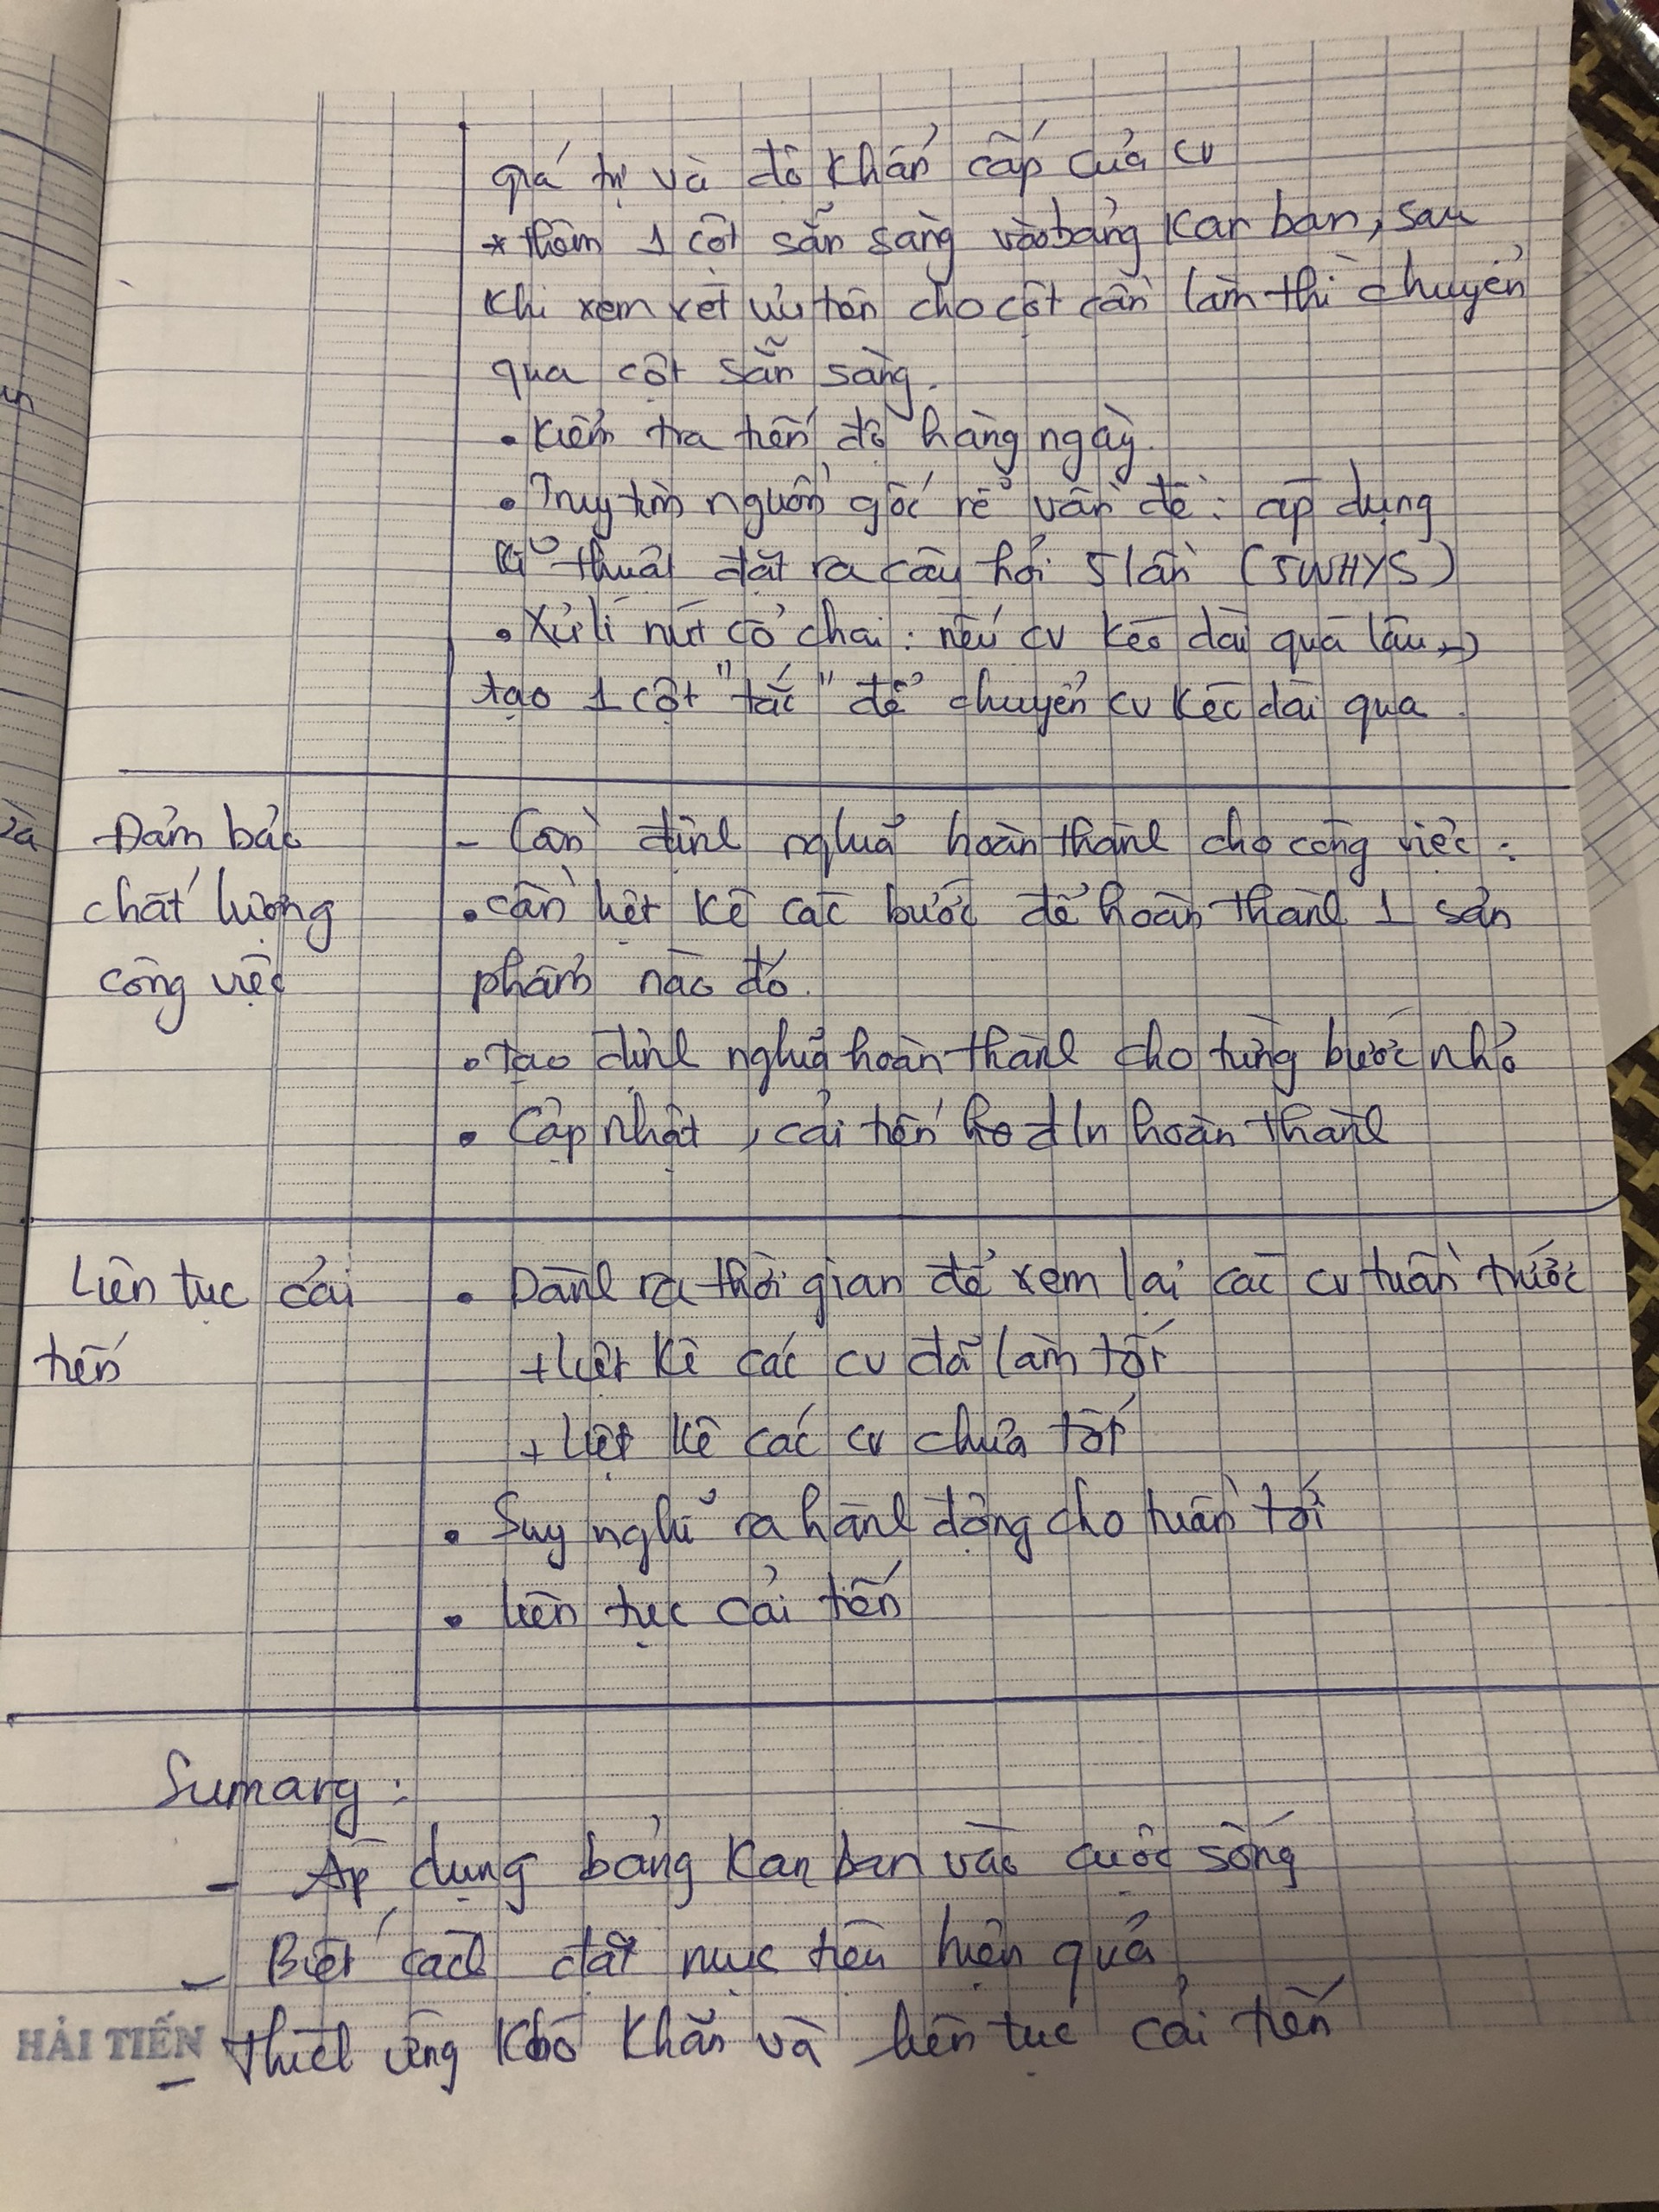 giá trị và độ khẩn cấp của cv
* thêm 1 cột sẵn sàng vào bảng Kan ban, sau
khi xem xét ưu tiên cho cột cần làm thì chuyển
qua cột sẵn sàng.
• Kiểm tra tiến độ hàng ngày.
• Truy tìm nguồn gốc rễ vấn đề: áp dụng
kĩ thuật đặt ra câu hỏi 5 lần (5WHYS)
• Xử lí nút cổ chai: nếu cv kéo dài quá lâu →
tạo 1 cột "tắc" để chuyển cv kéo dài qua.
Đảm bảo
chất lượng
công việc
- Cần định nghĩa hoàn thành cho công việc:
• cần liệt kê các bước để hoàn thành 1 sản
phẩm nào đó.
• Tạo định nghĩa hoàn thành cho từng bước nhỏ
• Cập nhật, cải tiến đ/n hoàn thành
Liên tục cải
tiến
• Dành ra thời gian để xem lại các cv tuần trước
+ Liệt kê các cv đã làm tốt
+ Liệt kê các cv chưa tốt
• Suy nghĩ ra hành động cho tuần tới
• liên tục cải tiến
Sumary:
- Áp dụng bảng Kan ban vào cuộc sống
- Biết cách đặt mục tiêu hiệu quả
- Thích ứng khó khăn và liên tục cải tiến
HẢI TIẾN